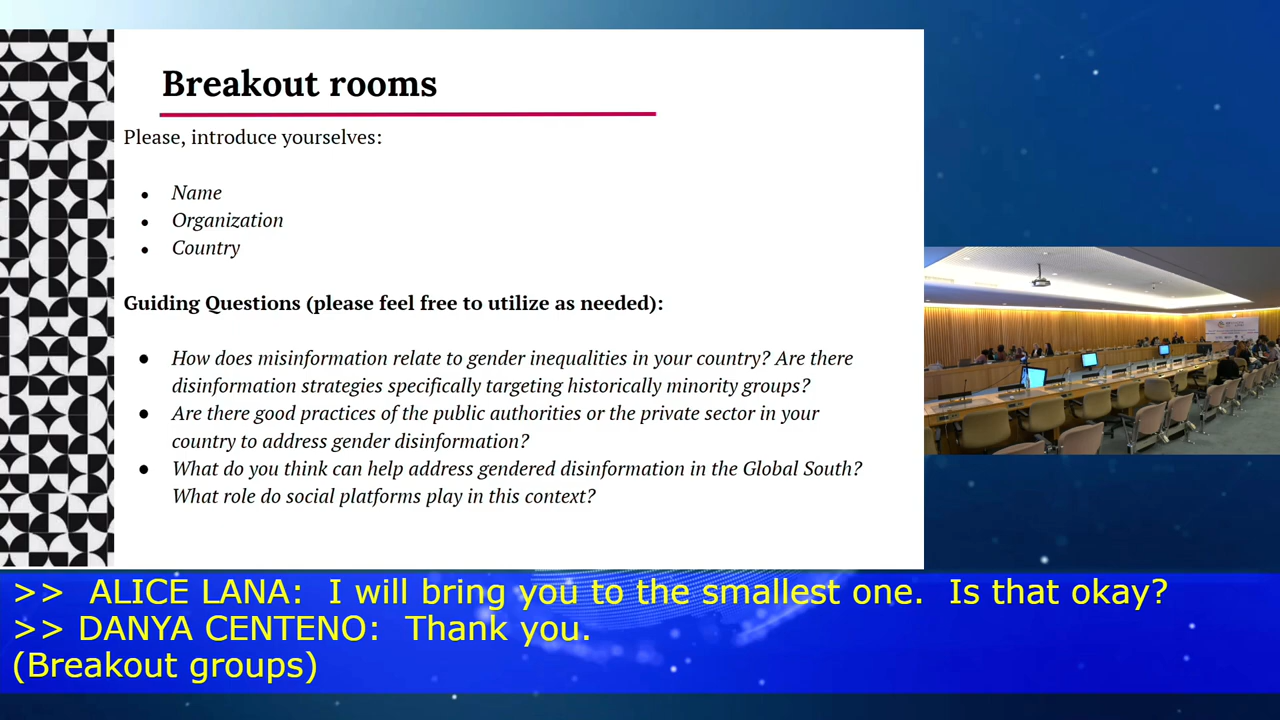 Breakout rooms
Please, introduce yourselves:
● Name
● Organization
● Country
Guiding Questions (please feel free to utilize as needed):
● How does misinformation relate to gender inequalities in your country? Are there
disinformation strategies specifically targeting historically minority groups?
● Are there good practices of the public authorities or the private sector in your
country to address gender disinformation?
● What do you think can help address gendered disinformation in the Global South?
What role do social platforms play in this context?
>> ALICE LANA: I will bring you to the smallest one. Is that okay?
>> DANYA CENTENO: Thank you.
(Breakout groups)